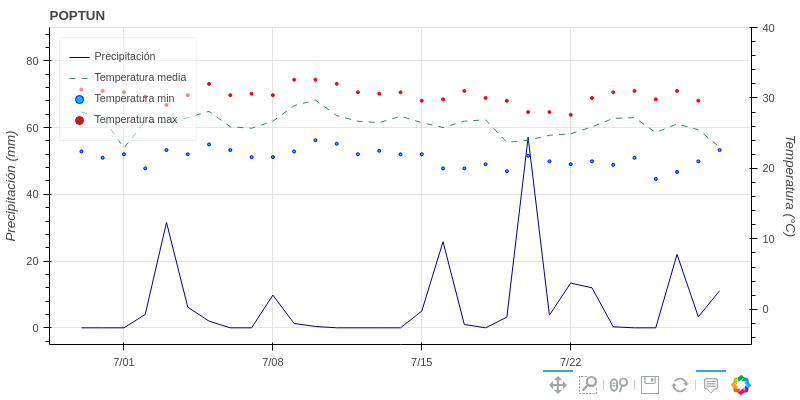 POPTUN
Precipitación
Temperatura media
Temperatura min
Temperatura max
Precipitación (mm)
80
60
40
20
0
40
30
20
10
0
Temperatura (°C)
7/01
7/08
7/15
7/22